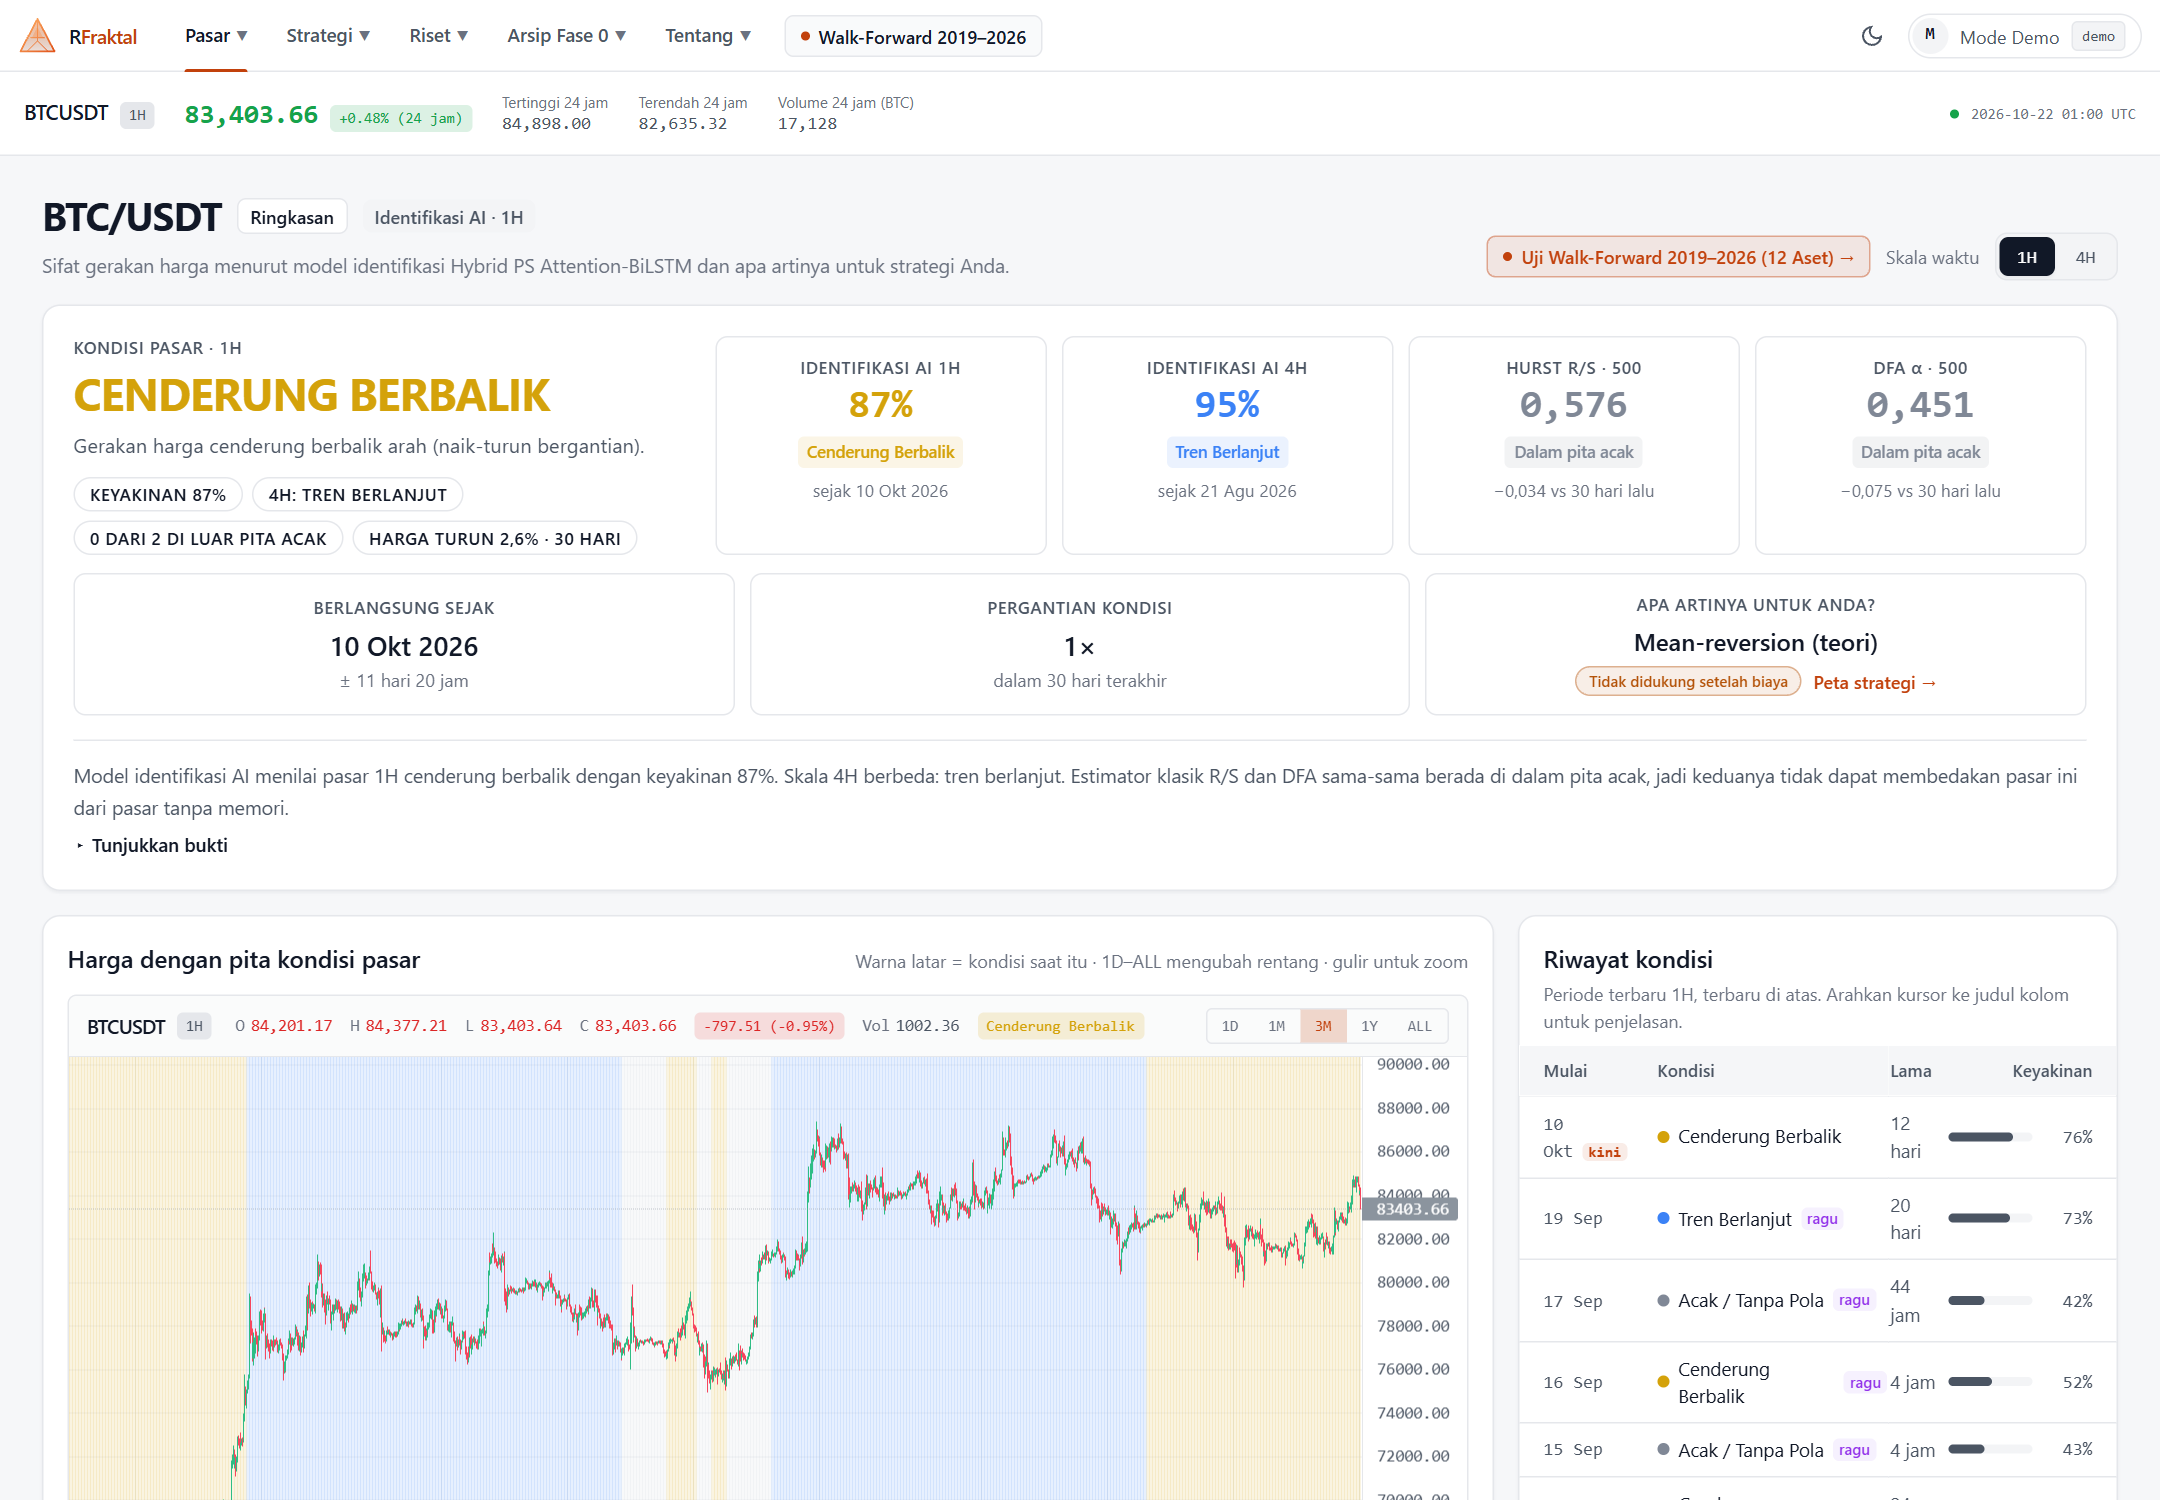 RFraktal
Pasar ▼
Strategi ▼
Riset ▼
Arsip Fase 0 ▼
Tentang ▼
Walk-Forward 2019–2026
M
Mode Demo
demo
BTCUSDT 1H
83,403.66
+0.48% (24 jam)
Tertinggi 24 jam
84,898.00
Terendah 24 jam
82,635.32
Volume 24 jam (BTC)
17,128
2026-10-22 01:00 UTC
BTC/USDT
Ringkasan
Identifikasi AI · 1H
Sifat gerakan harga menurut model identifikasi Hybrid PS Attention-BiLSTM dan apa artinya untuk strategi Anda.
Uji Walk-Forward 2019–2026 (12 Aset) →
Skala waktu
1H
4H
KONDISI PASAR · 1H
CENDERUNG BERBALIK
Gerakan harga cenderung berbalik arah (naik-turun bergantian).
KEYAKINAN 87%
4H: TREN BERLANJUT
0 DARI 2 DI LUAR PITA ACAK
HARGA TURUN 2,6% · 30 HARI
IDENTIFIKASI AI 1H
87%
Cenderung Berbalik
sejak 10 Okt 2026
IDENTIFIKASI AI 4H
95%
Tren Berlanjut
sejak 21 Agu 2026
HURST R/S · 500
0,576
Dalam pita acak
−0,034 vs 30 hari lalu
DFA α · 500
0,451
Dalam pita acak
−0,075 vs 30 hari lalu
BERLANGSUNG SEJAK
10 Okt 2026
± 11 hari 20 jam
PERGANTIAN KONDISI
1×
dalam 30 hari terakhir
APA ARTINYA UNTUK ANDA?
Mean-reversion (teori)
Tidak didukung setelah biaya
Peta strategi →
Model identifikasi AI menilai pasar 1H cenderung berbalik dengan keyakinan 87%. Skala 4H berbeda: tren berlanjut. Estimator klasik R/S dan DFA sama-sama berada di dalam pita acak, jadi keduanya tidak dapat membedakan pasar ini
dari pasar tanpa memori.
▸ Tunjukkan bukti
Harga dengan pita kondisi pasar
Warna latar = kondisi saat itu · 1D–ALL mengubah rentang · gulir untuk zoom
BTCUSDT 1H O 84,201.17 H 84,377.21 L 83,403.64 C 83,403.66 -797.51 (-0.95%) Vol 1002.36 Cenderung Berbalik
1D 1M 3M 1Y ALL
90000.00
88000.00
86000.00
84000.00
83403.66
82000.00
80000.00
78000.00
76000.00
74000.00
72000.00
70000.00
Riwayat kondisi
Periode terbaru 1H, terbaru di atas. Arahkan kursor ke judul kolom
untuk penjelasan.
Mulai Kondisi Lama Keyakinan
10
Okt kini
Cenderung Berbalik
12
hari
76%
19 Sep
Tren Berlanjut ragu
20
hari
73%
17 Sep
Acak / Tanpa Pola ragu
44
jam
42%
16 Sep
Cenderung
Berbalik
ragu
4 jam
52%
15 Sep
Acak / Tanpa Pola ragu
4 jam
43%